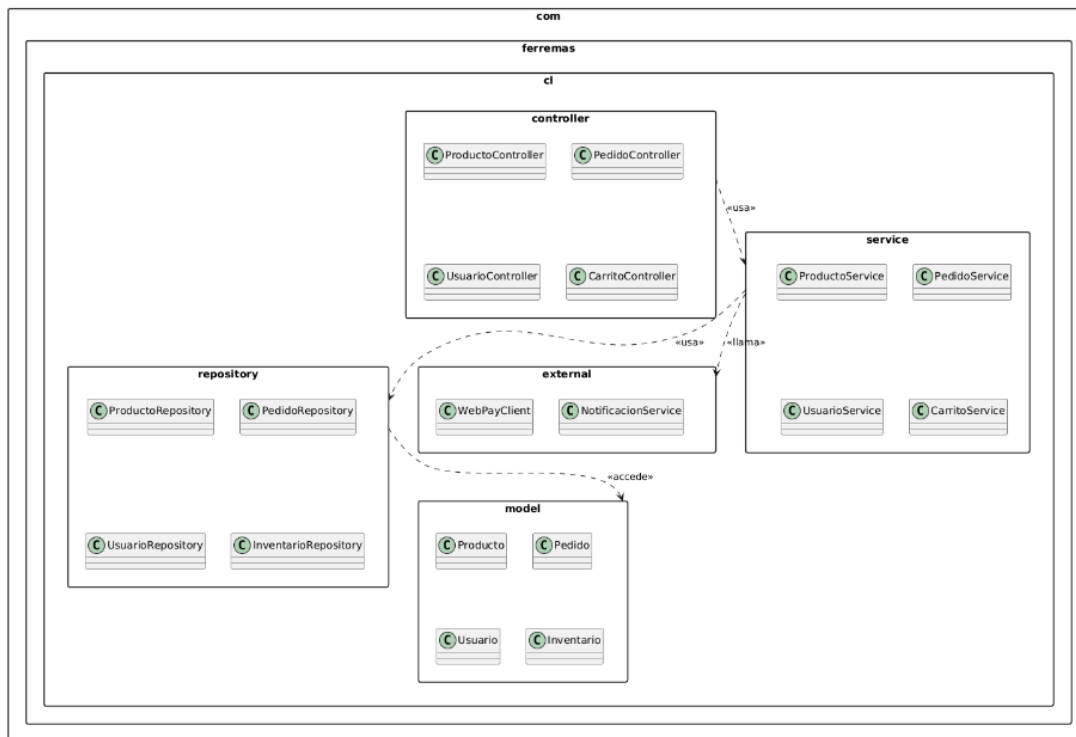 com
ferremas
cl
controller
C ProductoController
C PedidoController
C UsuarioController
C CarritoController
«usa»
service
C ProductoService
C PedidoService
C UsuarioService
C CarritoService
«usa»
«llama»
repository
C ProductoRepository
C PedidoRepository
C UsuarioRepository
C InventarioRepository
external
C WebPayClient
C NotificacionService
«accede»
model
C Producto
C Pedido
C Usuario
C Inventario